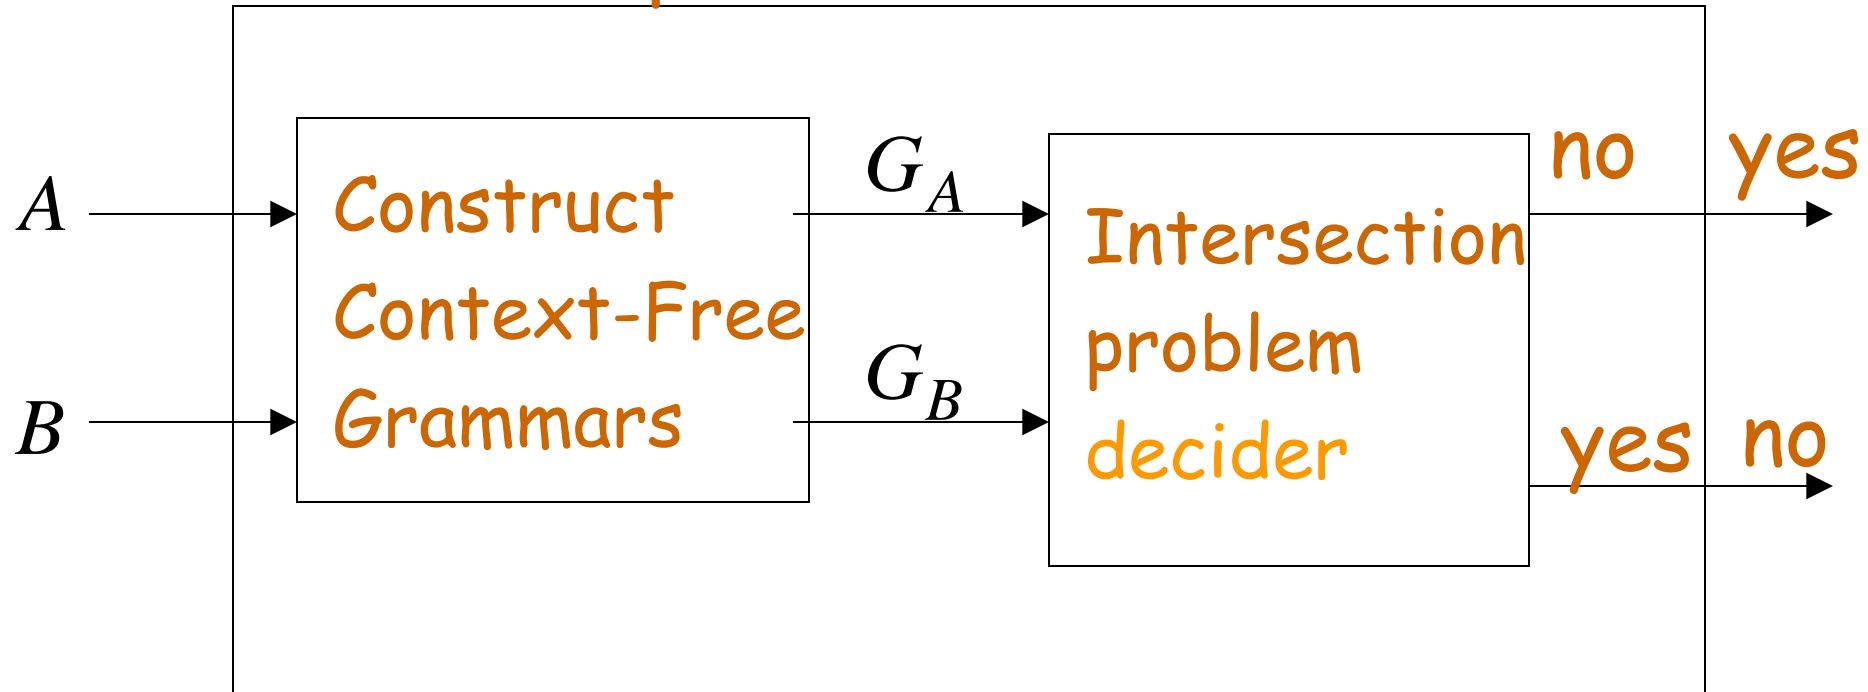 A
B
Construct
Context-Free
Grammars
G_A
G_B
Intersection
problem
decider
no yes
yes no